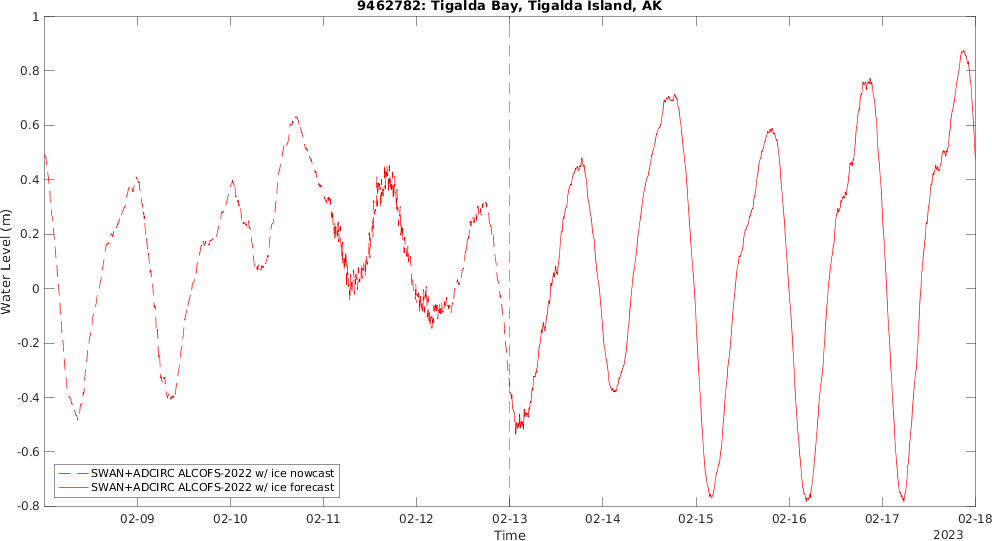 9462782: Tigalda Bay, Tigalda Island, AK
Water Level (m)
1
0.8
0.6
0.4
0.2
0
-0.2
-0.4
-0.6
-0.8
SWAN+ADCIRC ALCOFS-2022 w/ ice nowcast
SWAN+ADCIRC ALCOFS-2022 w/ ice forecast
02-09 02-10 02-11 02-12 02-13 02-14 02-15 02-16 02-17 02-18
Time
2023